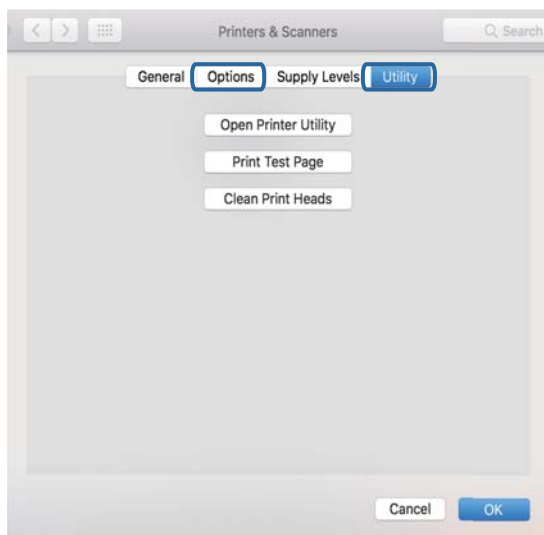 Printers & Scanners
Search
General Options Supply Levels Utility
Open Printer Utility
Print Test Page
Clean Print Heads
Cancel OK